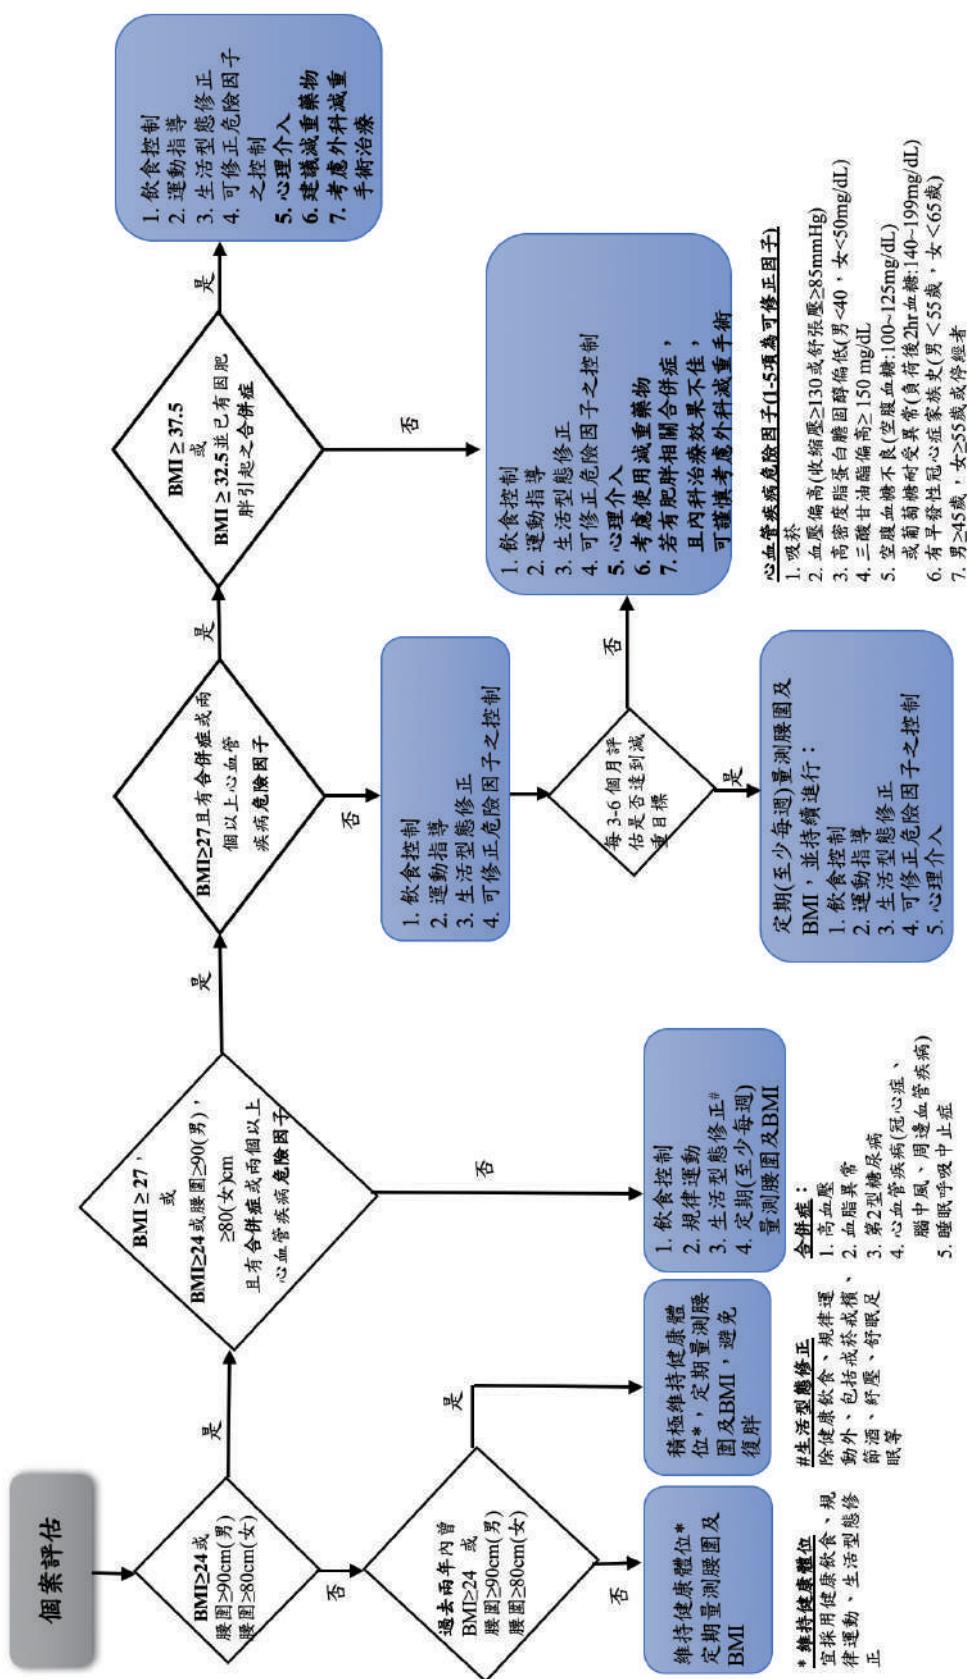 個案評估
BMI≥24或
腰圍≥90cm(男)
腰圍≥80cm(女)
是
否
過去兩年內曾
BMI≥24 或
腰圍≥90cm(男)
腰圍≥80cm(女)
是
否
維持健康體位*
定期量測腰圍及
BMI
積極維持健康體
位*，定期量測腰
圍及BMI，避免
復胖
BMI ≥ 27，
或
BMI≥24或腰圍≥90(男)，
≥80(女)cm
且有合併症或兩個以上
心血管疾病危險因子
是
否
1. 飲食控制
2. 規律運動
3. 生活型態修正#
4. 定期(至少每週)
量測腰圍及BMI
BMI≥27且有合併症或兩
個以上心血管
疾病危險因子
是
否
1. 飲食控制
2. 運動指導
3. 生活型態修正
4. 可修正危險因子之控制
每 3-6 個月評
估是否達到減
重目標
是
否
定期(至少每週)量測腰圍及
BMI，並持續進行：
1. 飲食控制
2. 運動指導
3. 生活型態修正
4. 可修正危險因子之控制
5. 心理介入
BMI ≥ 37.5
或
BMI ≥ 32.5並已有因肥
胖引起之合併症
是
否
1. 飲食控制
2. 運動指導
3. 生活型態修正
4. 可修正危險因子
之控制
5. 心理介入
6. 建議減重藥物
7. 考慮外科減重
手術治療
1. 飲食控制
2. 運動指導
3. 生活型態修正
4. 可修正危險因子之控制
5. 心理介入
6. 考慮使用減重藥物
7. 若有肥胖相關合併症，
且內科治療效果不佳，
可謹慎考慮外科減重手術
* 維持健康體位
宜採用健康飲食、規
律運動、生活型態修
正
#生活型態修正
除健康飲食、規律運
動外、包括戒菸戒檳、
節酒、紓壓、舒眠足
眠等
合併症：
1. 高血壓
2. 血脂異常
3. 第2型糖尿病
4. 心血管疾病(冠心症、
腦中風、周邊血管疾病)
5. 睡眠呼吸中止症
心血管疾病危險因子(1-5項為可修正因子)
1. 吸菸
2. 血壓偏高(收縮壓≥130或舒張壓≥85mmHg)
3. 高密度脂蛋白膽固醇偏低(男<40，女<50mg/dL)
4. 三酸甘油酯偏高≥ 150 mg/dL
5. 空腹血糖不良(空腹血糖:100~125mg/dL)
或葡萄糖耐受異常(負荷後2hr血糖:140~199mg/dL)
6. 有早發性冠心症家族史(男＜55歲，女＜65歲)
7. 男≥45歲，女≥55歲或停經者